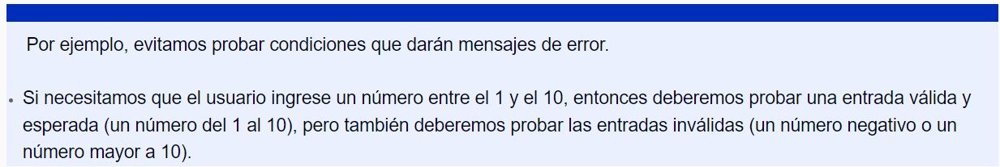 Por ejemplo, evitamos probar condiciones que darán mensajes de error.
• Si necesitamos que el usuario ingrese un número entre el 1 y el 10, entonces deberemos probar una entrada válida y
esperada (un número del 1 al 10), pero también deberemos probar las entradas inválidas (un número negativo o un
número mayor a 10).